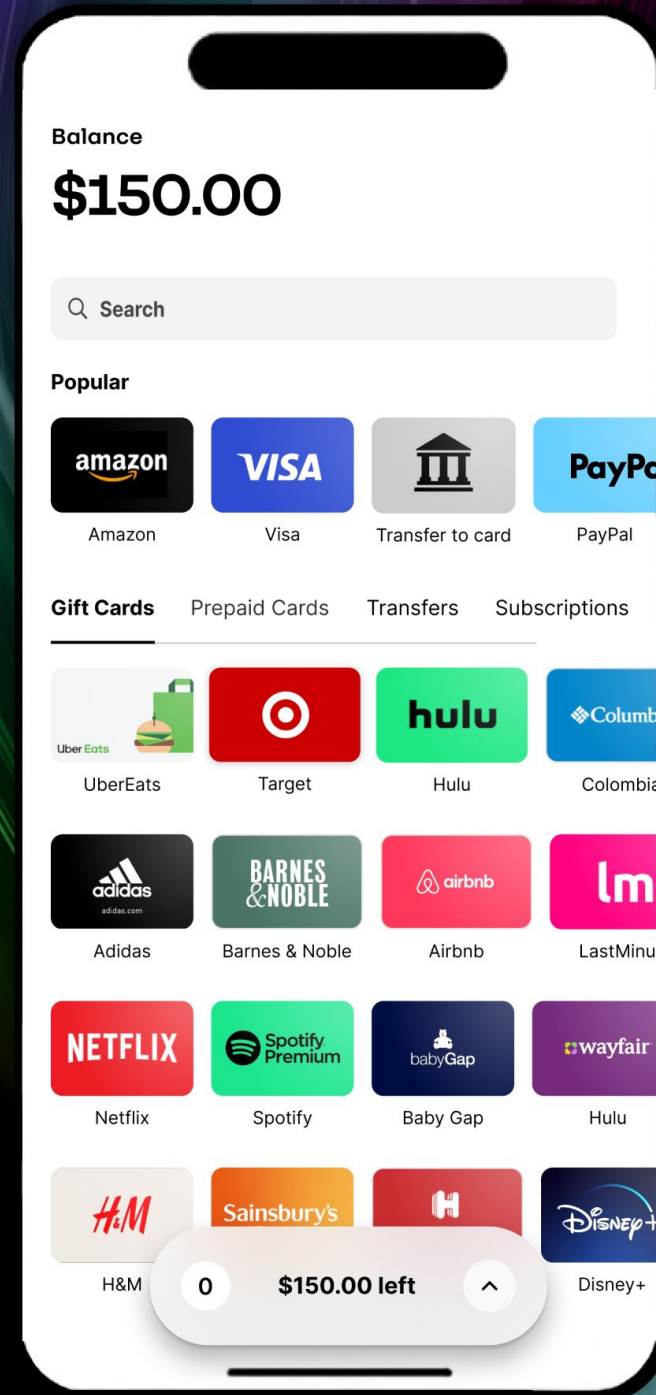 Balance
$150.00
Search
Popular
amazon
VISA
Amazon
Visa
Transfer to card
PayPal
Gift Cards
Prepaid Cards
Transfers
Subscriptions
Uber Eats
hulu
Columb
UberEats
Target
Hulu
Colombia
adidas
adidas.com
BARNES
&NOBLE
airbnb
lm
Adidas
Barnes & Noble
Airbnb
LastMinu
NETFLIX
Spotify
Premium
babyGap
wayfair
Netflix
Spotify
Baby Gap
Hulu
H&M
Sainsbury's
H
Disney+
H&M
0
$150.00 left
Disney+